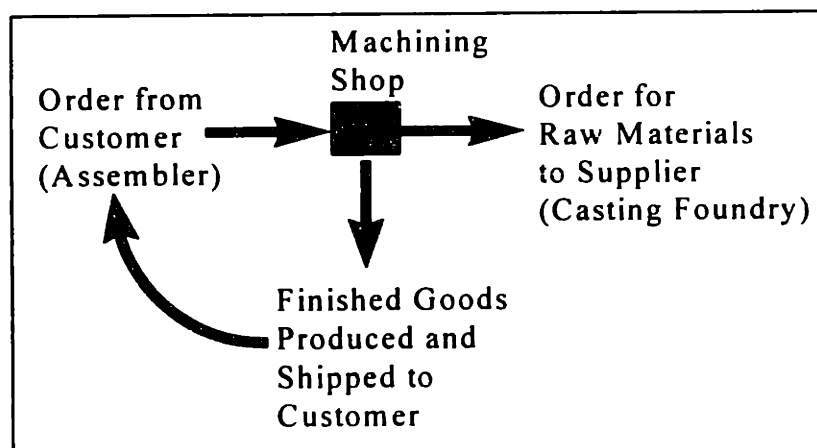 Machining
Shop
Order from
Customer
(Assembler)
Order for
Raw Materials
to Supplier
(Casting Foundry)
Finished Goods
Produced and
Shipped to
Customer